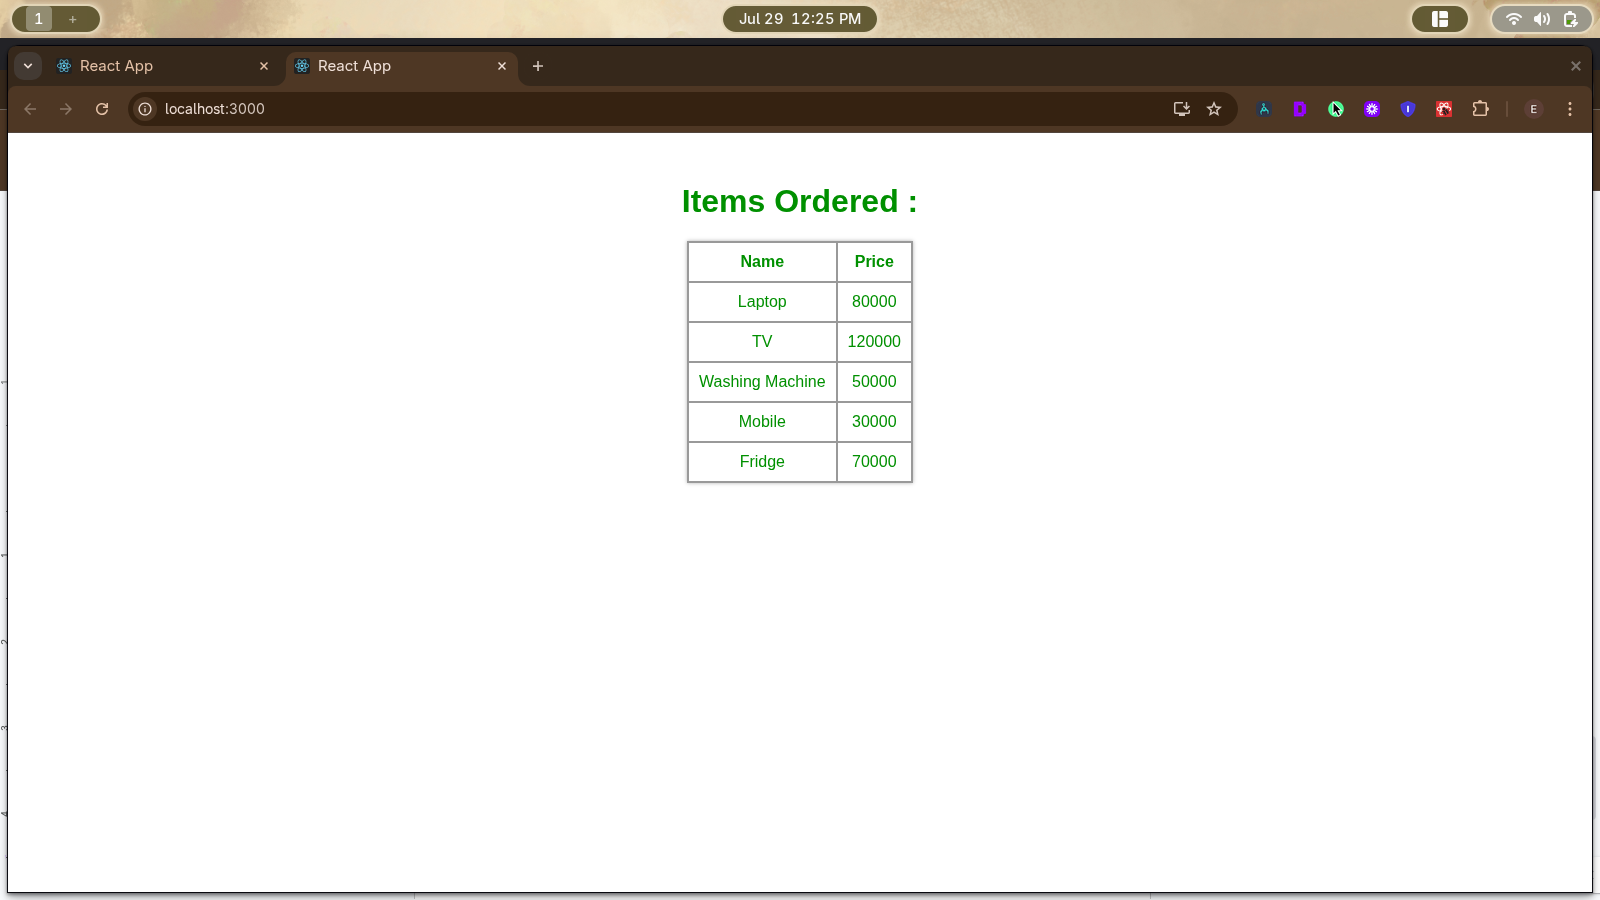 1 +
Jul 29 12:25 PM
React App
React App
localhost:3000
E
Items Ordered :
Name Price
Laptop 80000
TV 120000
Washing Machine 50000
Mobile 30000
Fridge 70000